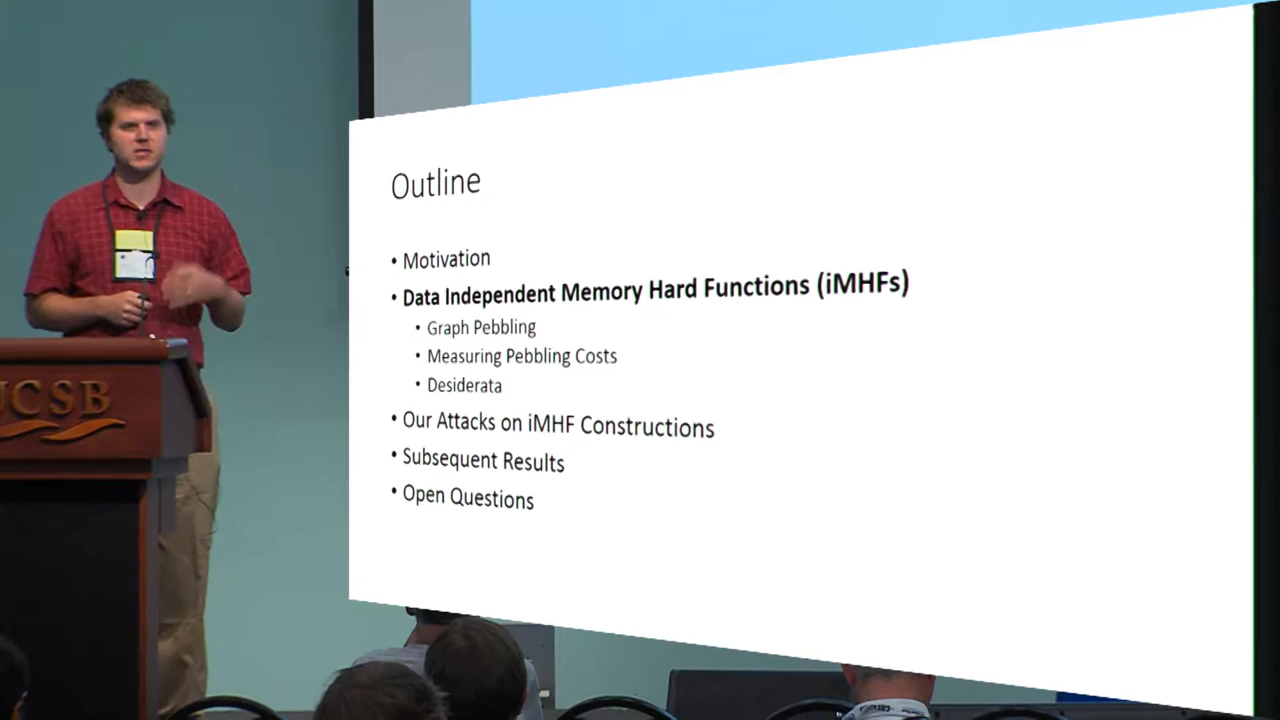 Outline
• Motivation
• Data Independent Memory Hard Functions (iMHFs)
• Graph Pebbling
• Measuring Pebbling Costs
• Desiderata
• Our Attacks on iMHF Constructions
• Subsequent Results
• Open Questions
UCSB